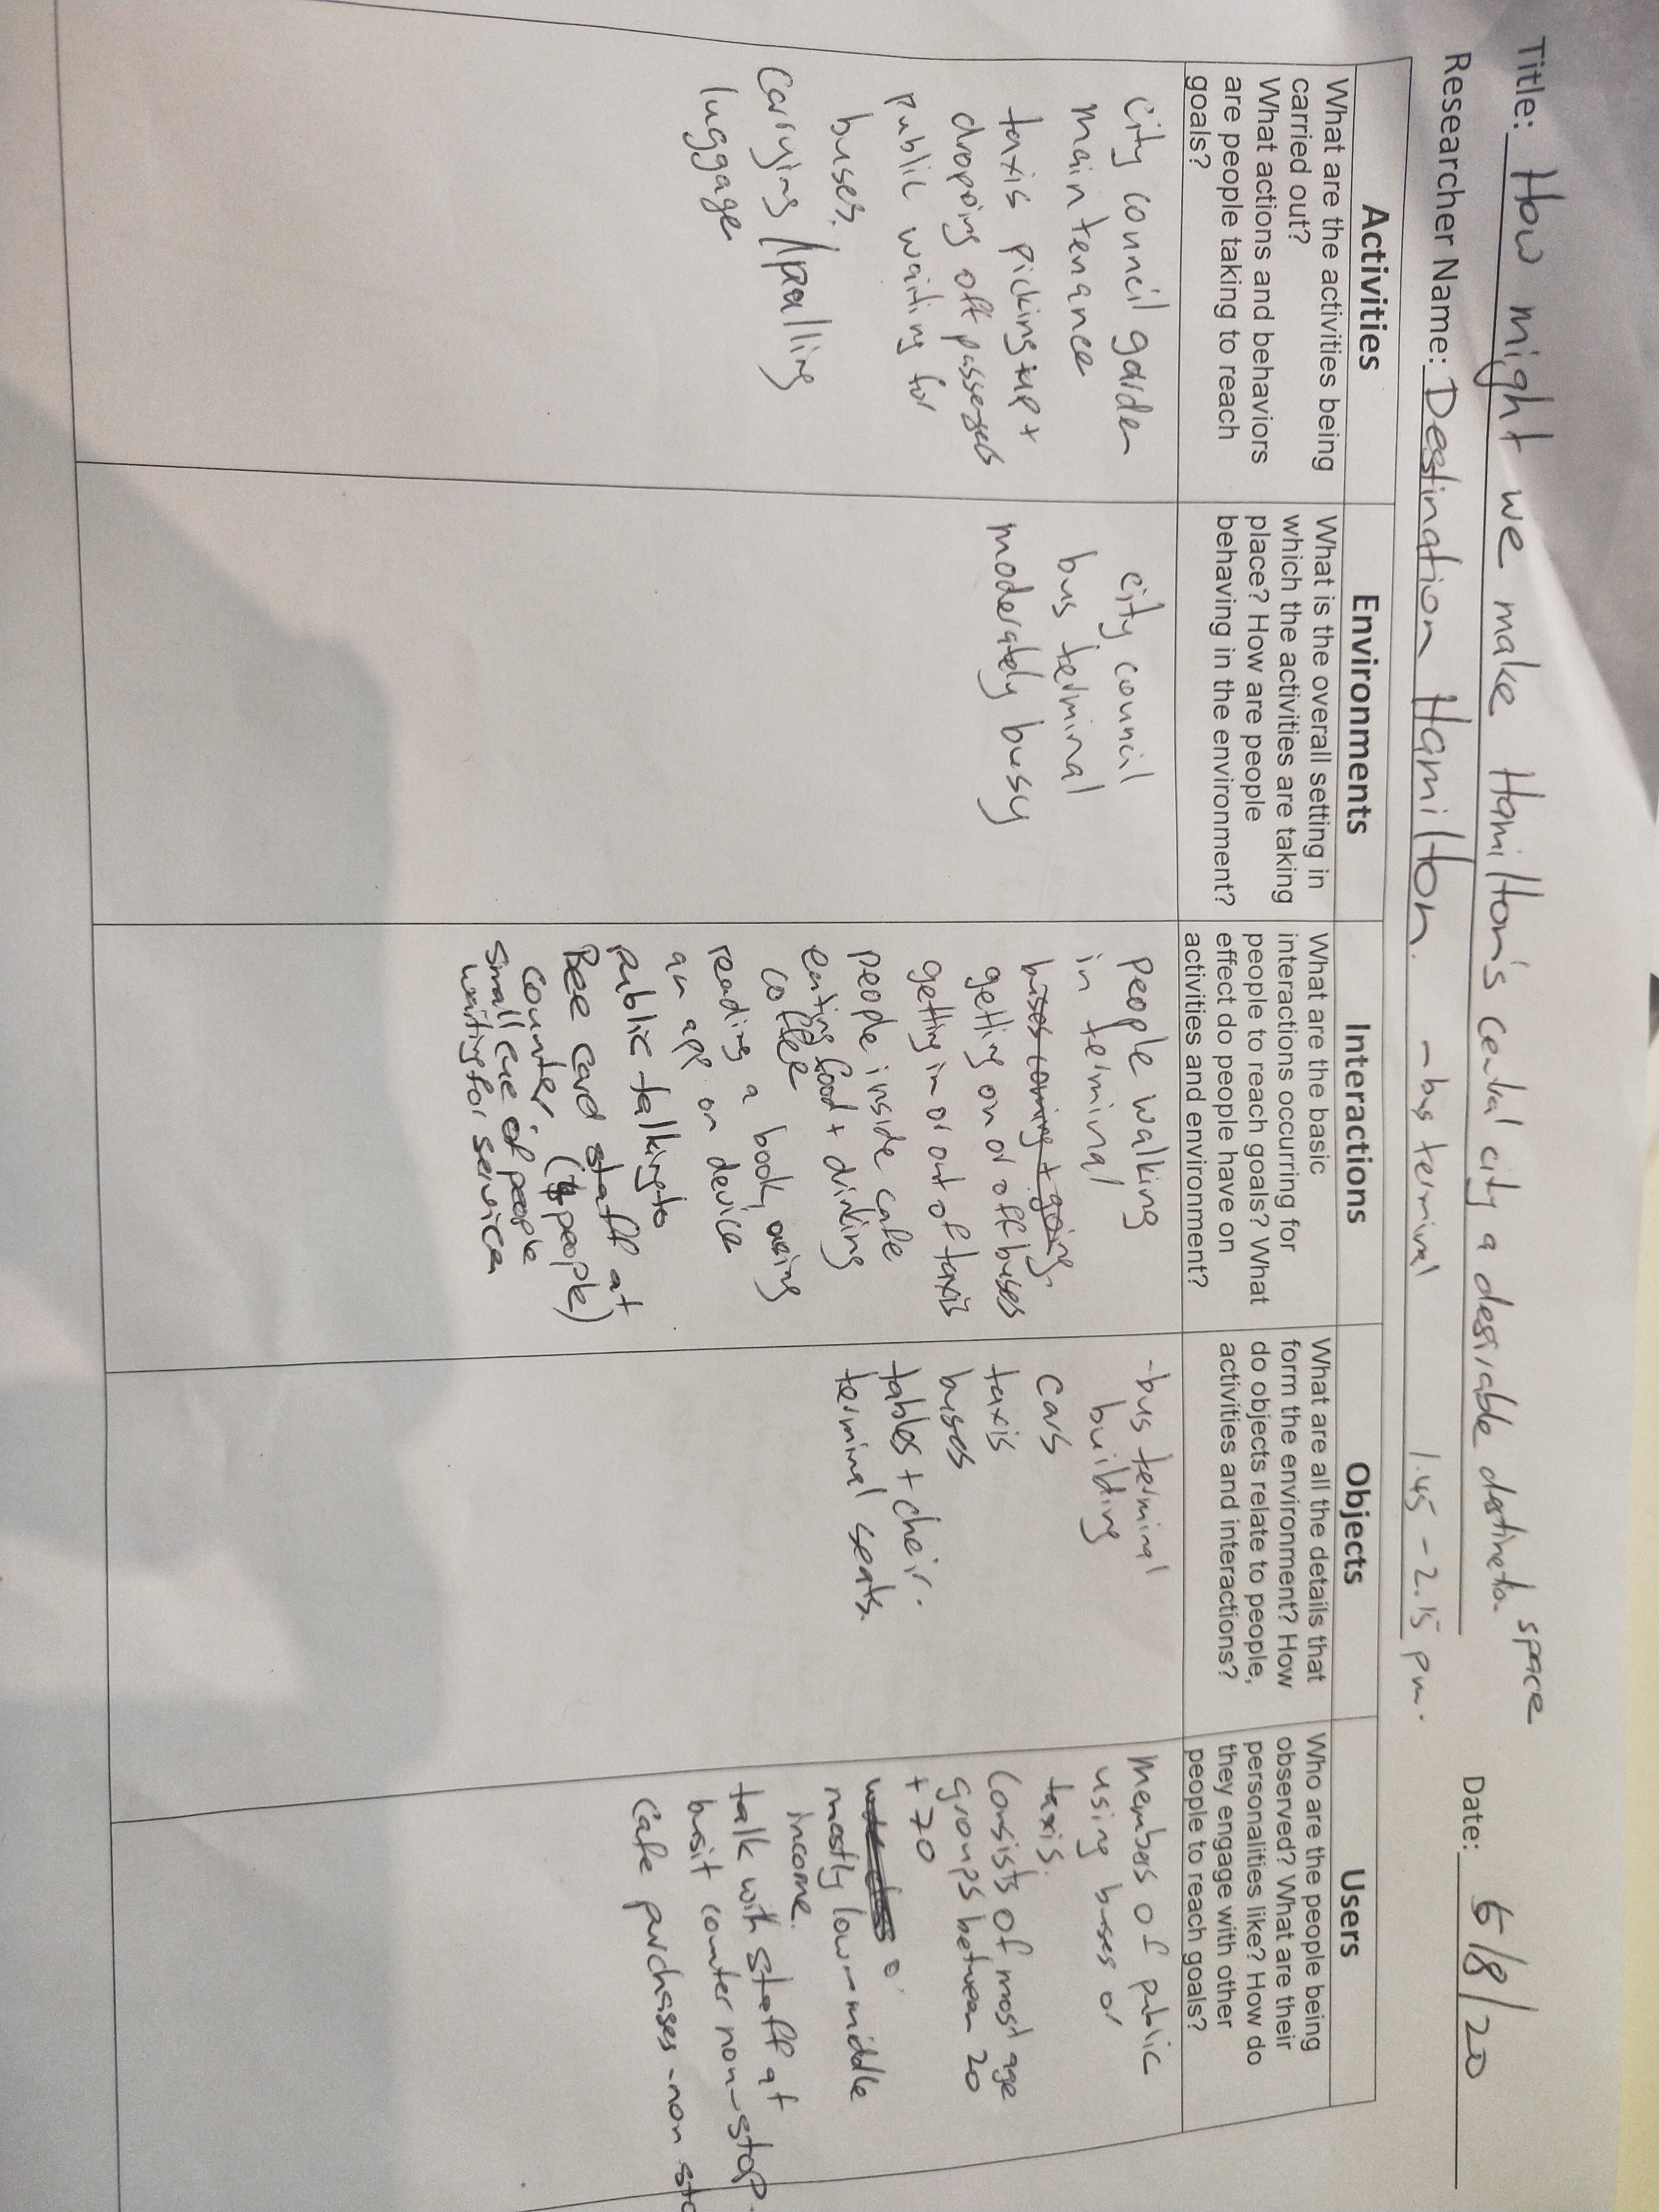 Title: How might we make Hamilton's central city a desirable destination space
Date: 5/8/20
Researcher Name: Destination Hamilton. - bus terminal 1.45 - 2.15 pm.
Activities
What are the activities being
carried out?
What actions and behaviors
are people taking to reach
goals?
city council garden
maintenance
taxis picking up +
dropping off passengers
public waiting for
buses.
carrying / pulling
luggage
Environments
What is the overall setting in
which the activities are taking
place? How are people
behaving in the environment?
city council
bus terminal
moderately busy
Interactions
What are the basic
interactions occurring for
people to reach goals? What
effect do people have on
activities and environment?
people walking
in terminal
buses coming + going.
getting on or off buses
getting in or out of taxis
people inside cafe
eating food + drinking
coffee
reading a book, using
an app on device
public talking to
Bee card staff at
counter (people)
small cue of people
waiting for service
Objects
What are all the details that
form the environment? How
do objects relate to people,
activities and interactions?
- bus terminal
building
cars
taxis
buses
tables + cheir.
terminal seats.
Users
Who are the people being
observed? What are their
personalities like? How do
they engage with other
people to reach goals?
members of public
using buses or
taxis.
Consists of most age
groups between 20
+ 70
mostly low-middle
income.
talk with staff at
busit counter non-stop.
Cafe purchases - non sto